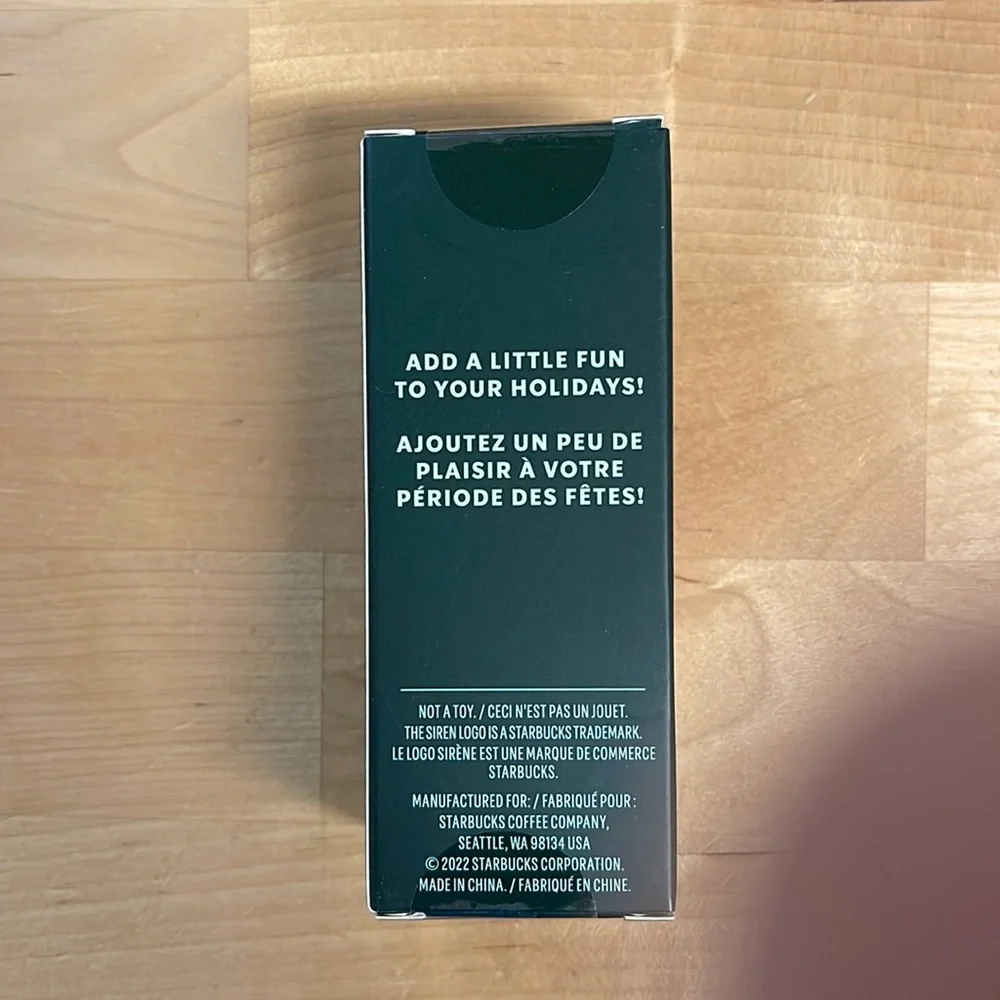 ADD A LITTLE FUN
TO YOUR HOLIDAYS!
AJOUTEZ UN PEU DE
PLAISIR À VOTRE
PÉRIODE DES FÊTES!
NOT A TOY. / CECI N'EST PAS UN JOUET.
THE SIREN LOGO IS A STARBUCKS TRADEMARK.
LE LOGO SIRÈNE EST UNE MARQUE DE COMMERCE
STARBUCKS.
MANUFACTURED FOR: / FABRIQUÉ POUR :
STARBUCKS COFFEE COMPANY,
SEATTLE, WA 98134 USA
© 2022 STARBUCKS CORPORATION.
MADE IN CHINA. / FABRIQUÉ EN CHINE.